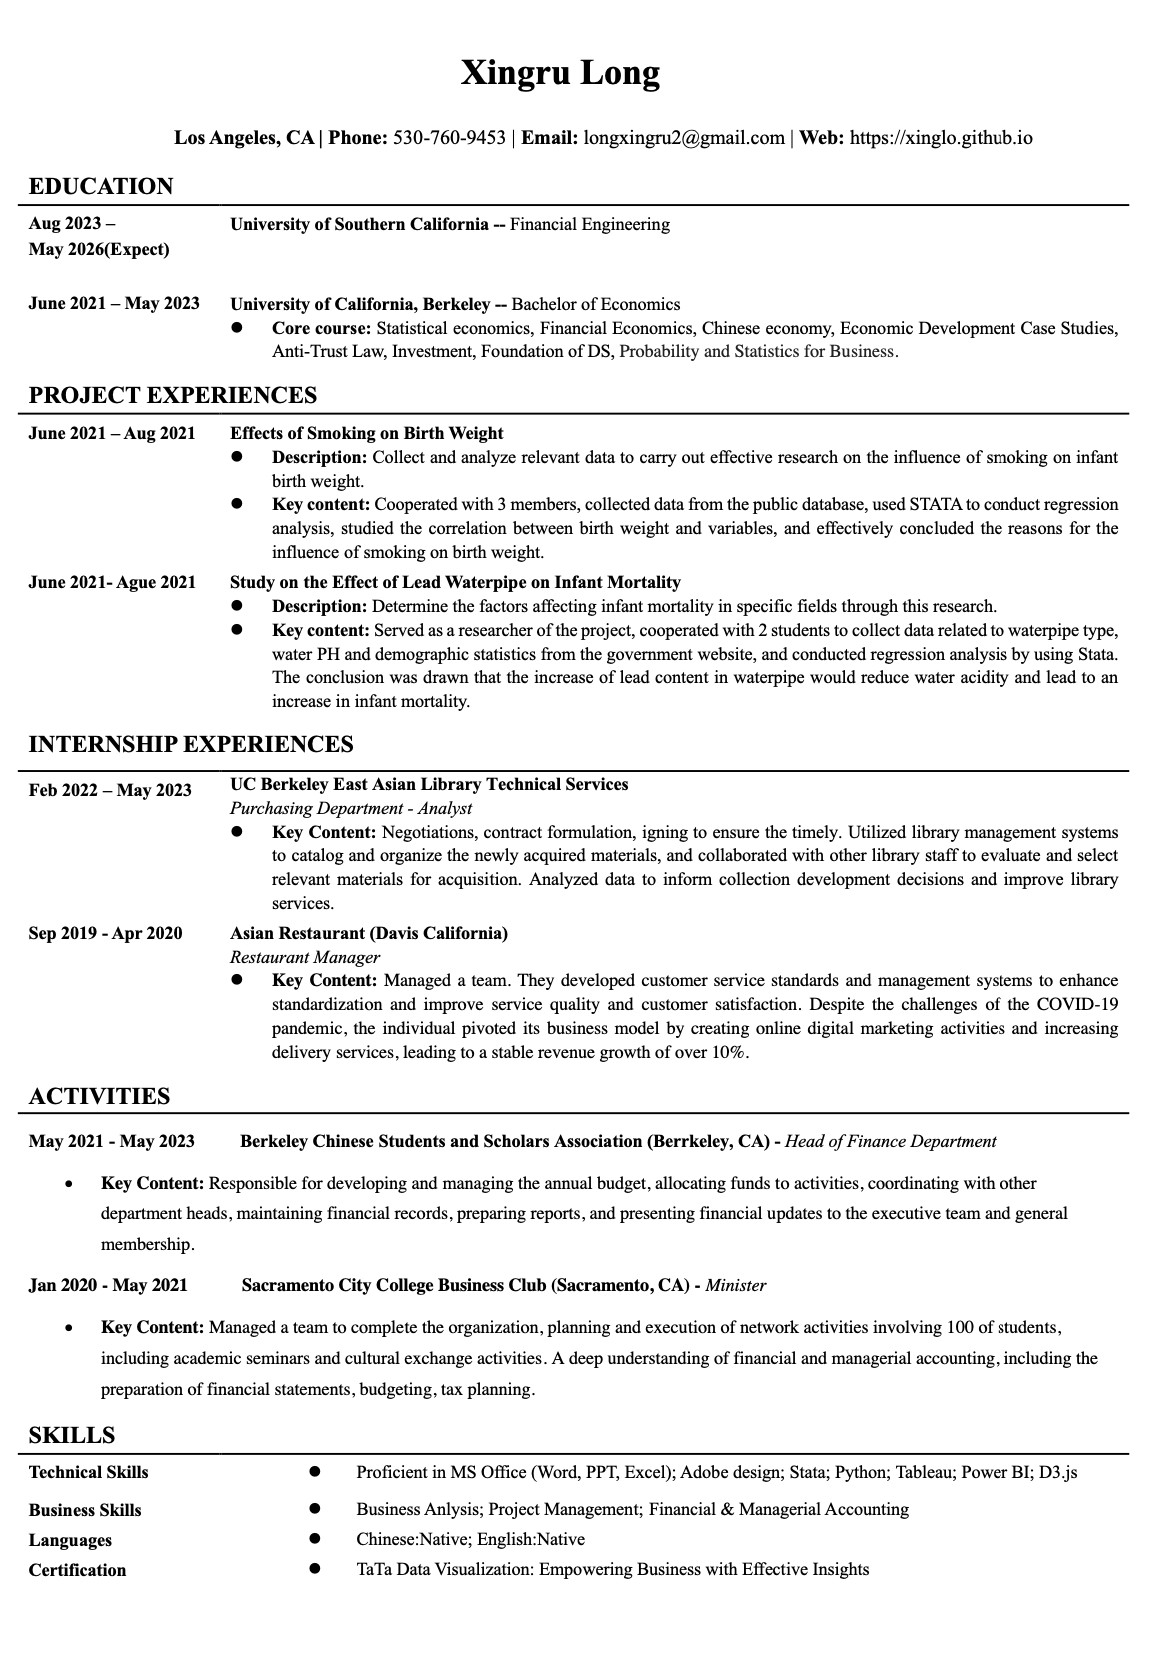 Xingru Long
Los Angeles, CA | Phone: 530-760-9453 | Email: longxingru2@gmail.com | Web: https://xinglo.github.io
EDUCATION
Aug 2023 –
May 2026(Expect)
University of Southern California -- Financial Engineering
June 2021 – May 2023
University of California, Berkeley -- Bachelor of Economics
● Core course: Statistical economics, Financial Economics, Chinese economy, Economic Development Case Studies,
Anti-Trust Law, Investment, Foundation of DS, Probability and Statistics for Business.
PROJECT EXPERIENCES
June 2021 – Aug 2021
Effects of Smoking on Birth Weight
● Description: Collect and analyze relevant data to carry out effective research on the influence of smoking on infant
birth weight.
● Key content: Cooperated with 3 members, collected data from the public database, used STATA to conduct regression
analysis, studied the correlation between birth weight and variables, and effectively concluded the reasons for the
influence of smoking on birth weight.
June 2021- Ague 2021
Study on the Effect of Lead Waterpipe on Infant Mortality
● Description: Determine the factors affecting infant mortality in specific fields through this research.
● Key content: Served as a researcher of the project, cooperated with 2 students to collect data related to waterpipe type,
water PH and demographic statistics from the government website, and conducted regression analysis by using Stata.
The conclusion was drawn that the increase of lead content in waterpipe would reduce water acidity and lead to an
increase in infant mortality.
INTERNSHIP EXPERIENCES
Feb 2022 – May 2023
UC Berkeley East Asian Library Technical Services
Purchasing Department - Analyst
● Key Content: Negotiations, contract formulation, igning to ensure the timely. Utilized library management systems
to catalog and organize the newly acquired materials, and collaborated with other library staff to evaluate and select
relevant materials for acquisition. Analyzed data to inform collection development decisions and improve library
services.
Sep 2019 - Apr 2020
Asian Restaurant (Davis California)
Restaurant Manager
● Key Content: Managed a team. They developed customer service standards and management systems to enhance
standardization and improve service quality and customer satisfaction. Despite the challenges of the COVID-19
pandemic, the individual pivoted its business model by creating online digital marketing activities and increasing
delivery services, leading to a stable revenue growth of over 10%.
ACTIVITIES
May 2021 - May 2023 Berkeley Chinese Students and Scholars Association (Berrkeley, CA) - Head of Finance Department
• Key Content: Responsible for developing and managing the annual budget, allocating funds to activities, coordinating with other
department heads, maintaining financial records, preparing reports, and presenting financial updates to the executive team and general
membership.
Jan 2020 - May 2021 Sacramento City College Business Club (Sacramento, CA) - Minister
• Key Content: Managed a team to complete the organization, planning and execution of network activities involving 100 of students,
including academic seminars and cultural exchange activities. A deep understanding of financial and managerial accounting, including the
preparation of financial statements, budgeting, tax planning.
SKILLS
Technical Skills ● Proficient in MS Office (Word, PPT, Excel); Adobe design; Stata; Python; Tableau; Power BI; D3.js
Business Skills ● Business Anlysis; Project Management; Financial & Managerial Accounting
Languages ● Chinese:Native; English:Native
Certification ● TaTa Data Visualization: Empowering Business with Effective Insights